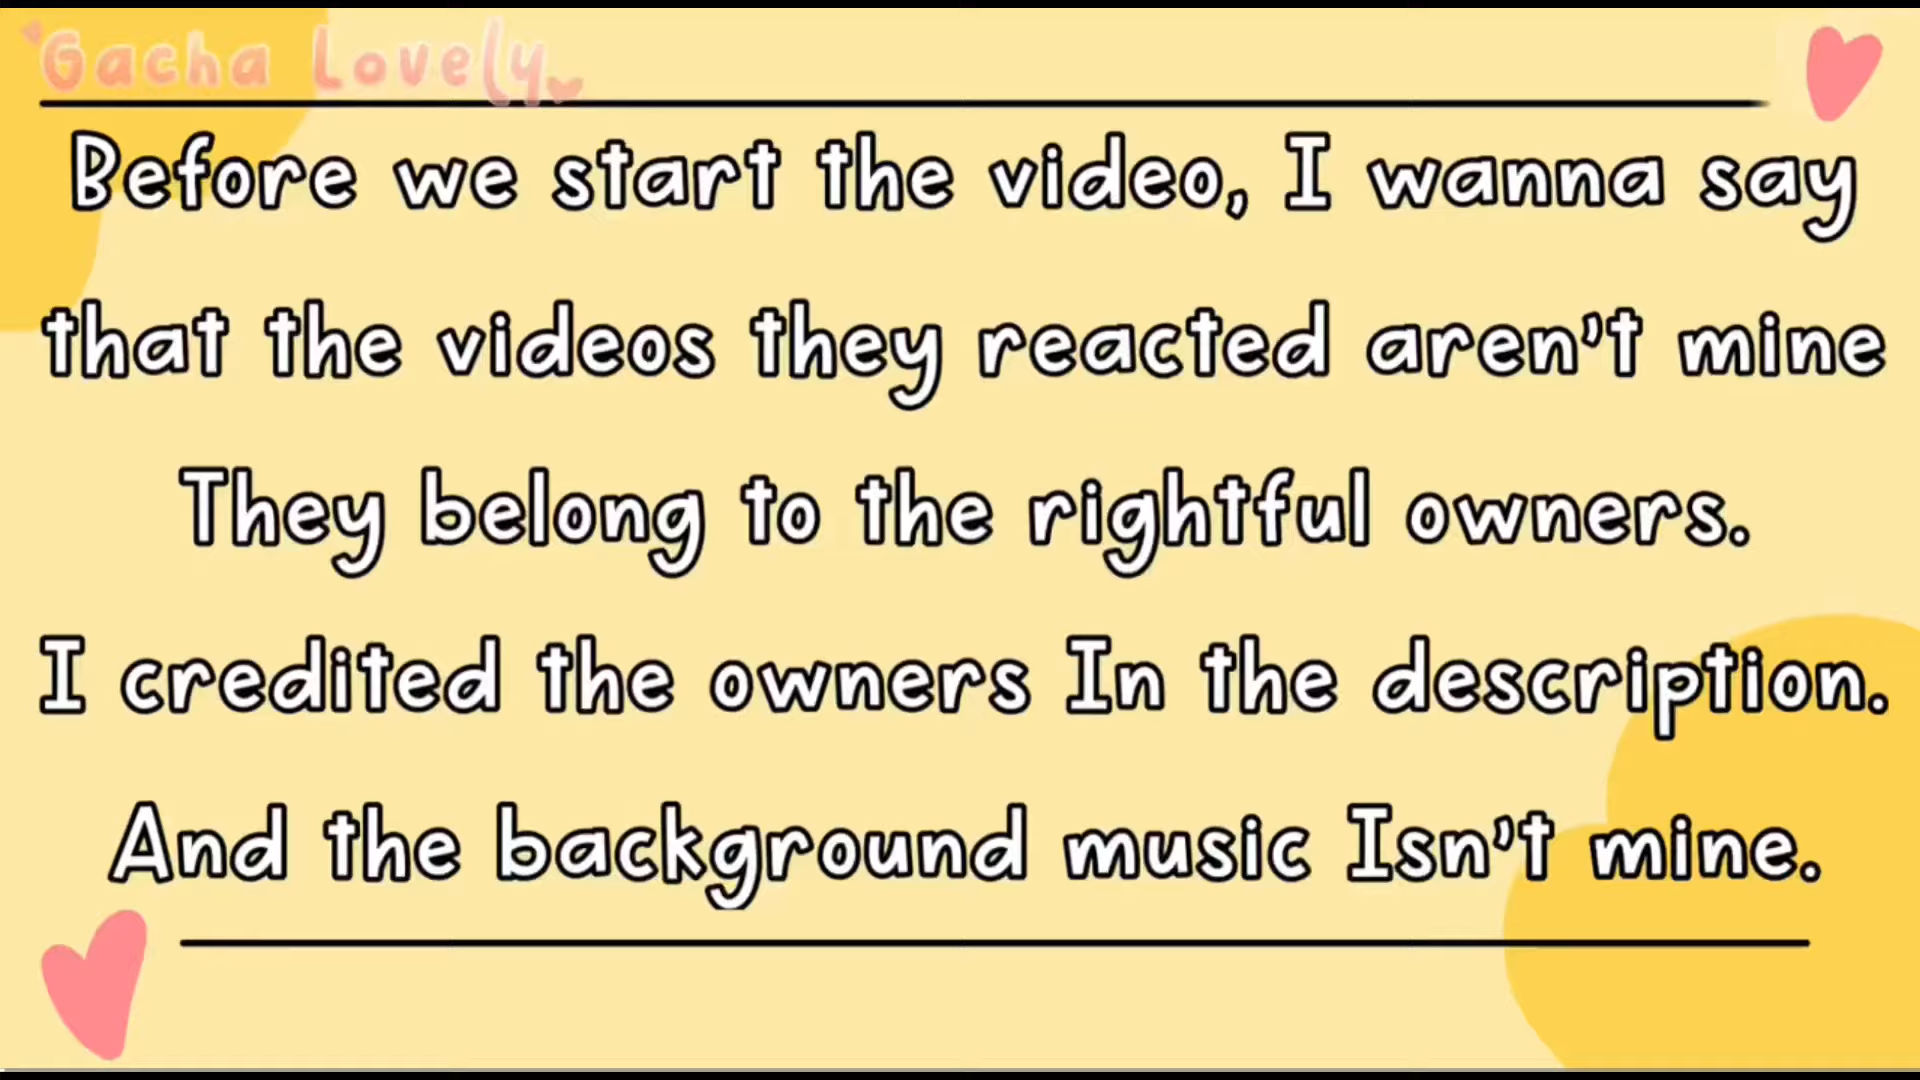 Gacha Lovely
Before we start the video, I wanna say
that the videos they reacted aren't mine
They belong to the rightful owners.
I credited the owners In the description.
And the background music Isn't mine.